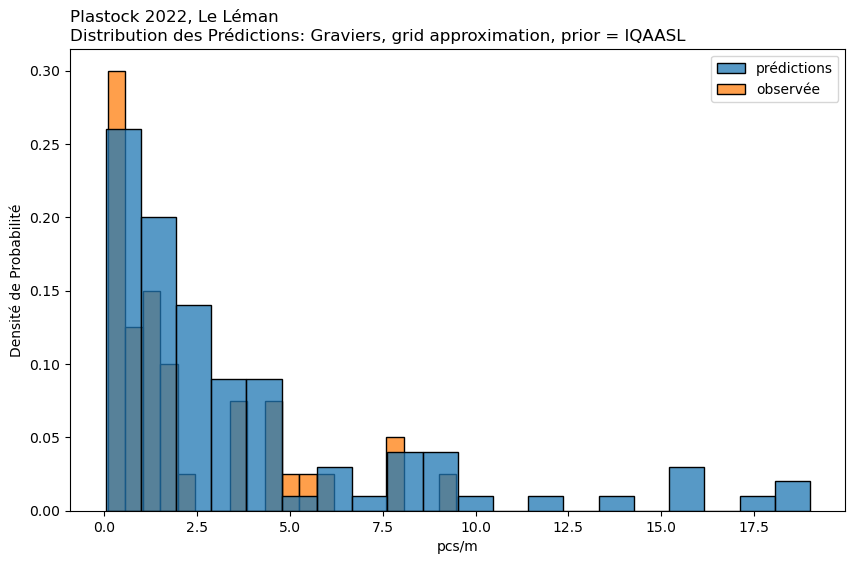 Plastock 2022, Le Léman
Distribution des Prédictions: Graviers, grid approximation, prior = IQAASL
prédictions
observée
Densité de Probabilité
0.30
0.25
0.20
0.15
0.10
0.05
0.00
0.0 2.5 5.0 7.5 10.0 12.5 15.0 17.5
pcs/m